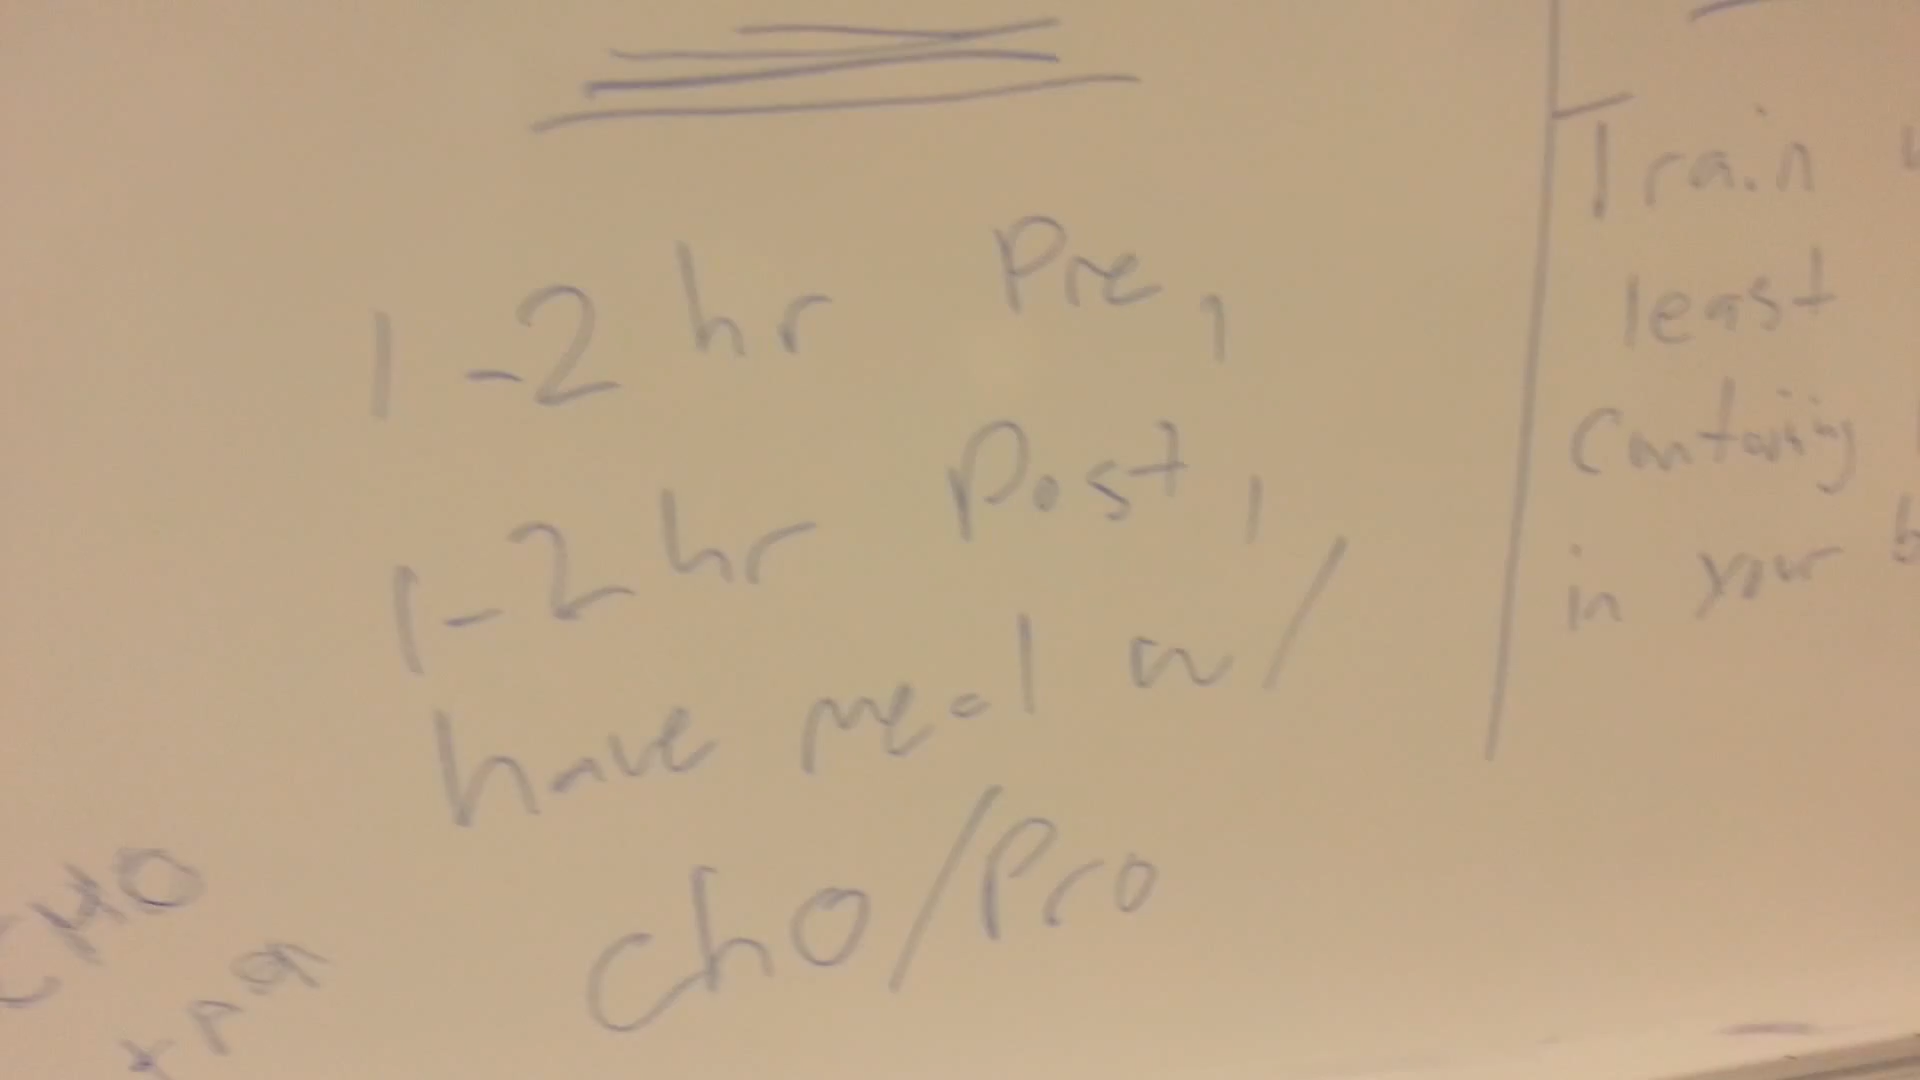 1-2 hr Pre,
1-2 hr Post,
have meal w/
cho/Pro
CHO
Train
least
Containing
in your